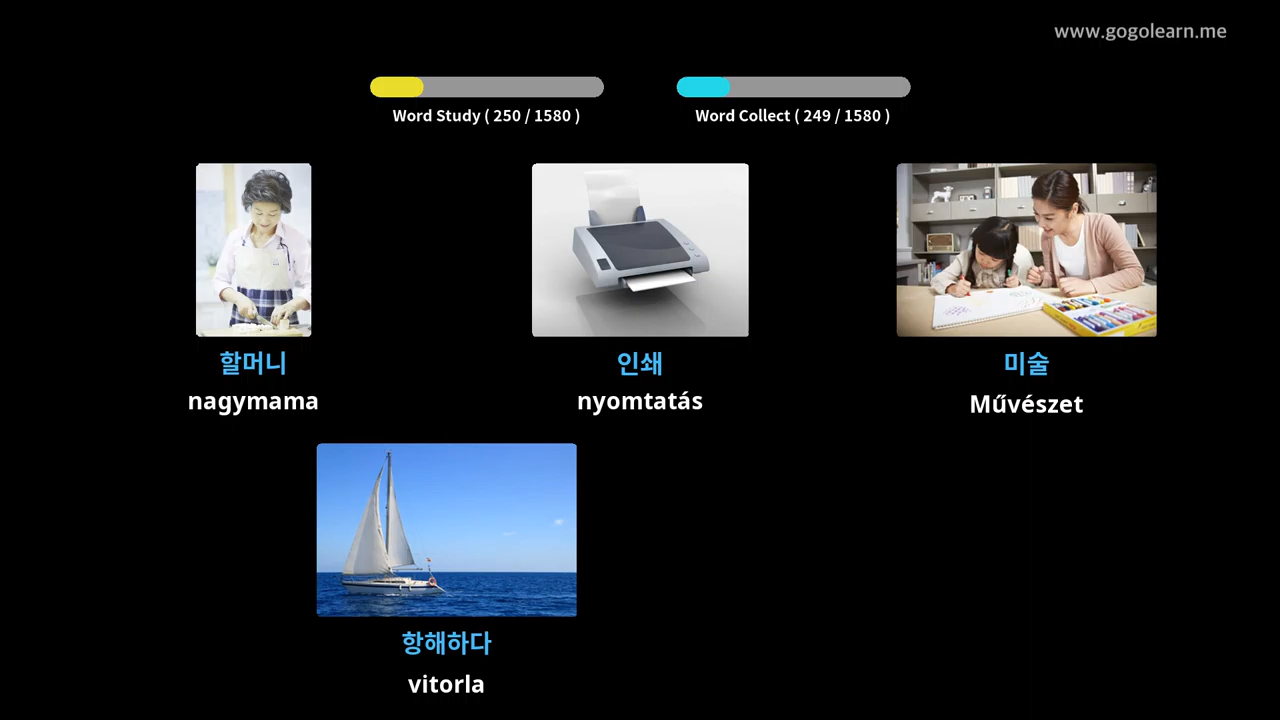 www.gogolearn.me
Word Study ( 250 / 1580 )
Word Collect ( 249 / 1580 )
할머니
nagymama
인쇄
nyomtatás
미술
Művészet
항해하다
vitorla